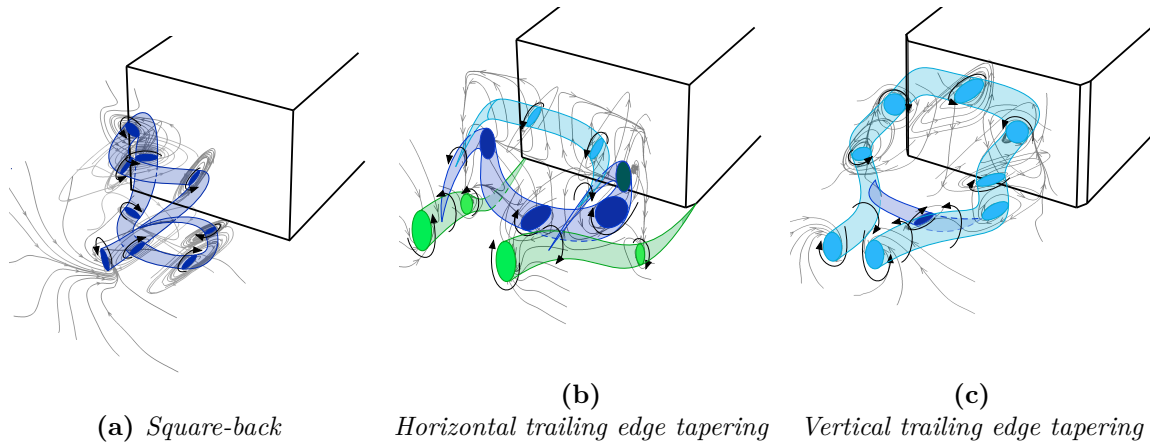 (a) Square-back
(b)
Horizontal trailing edge tapering
(c)
Vertical trailing edge tapering